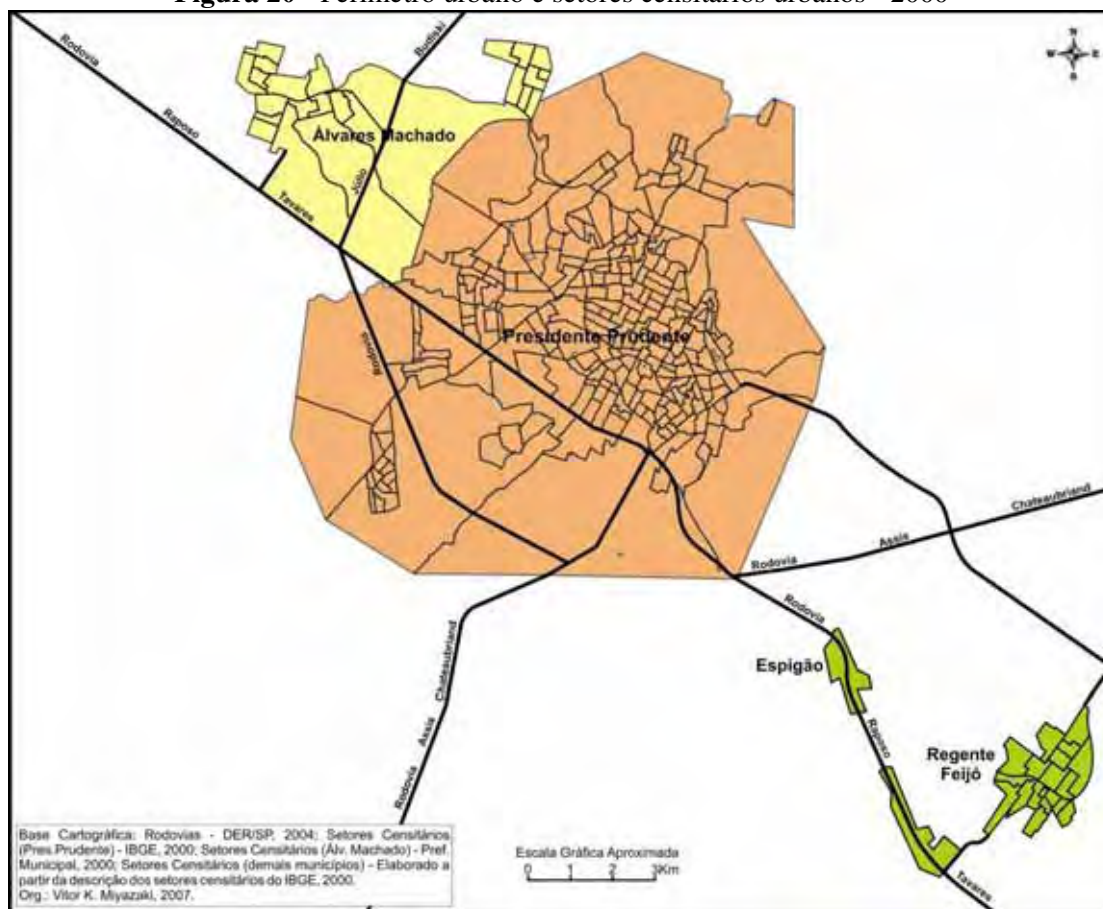 Figura 20 - Perímetro urbano e setores censitários urbanos - 2000
N
W E
S
Rodovia
Raposo
Tavares
Budiski
Júlio
Álvares Machado
Rodovia
Presidente Prudente
Rodovia
Assis
Chateaubriand
Rodovia
Espigão
Raposo
Regente
Feijó
Tavares
Chateaubriand
Assis
Rodovia
Base Cartográfica: Rodovias - DER/SP, 2004; Setores Censitários
(Pres.Prudente) - IBGE, 2000; Setores Censitários (Álv. Machado) - Pref.
Municipal, 2000; Setores Censitários (demais municípios) - Elaborado a
partir da descrição dos setores censitários do IBGE, 2000.
Org.: Vitor K. Miyazaki, 2007.
Escala Gráfica Aproximada
0 1 2 3Km